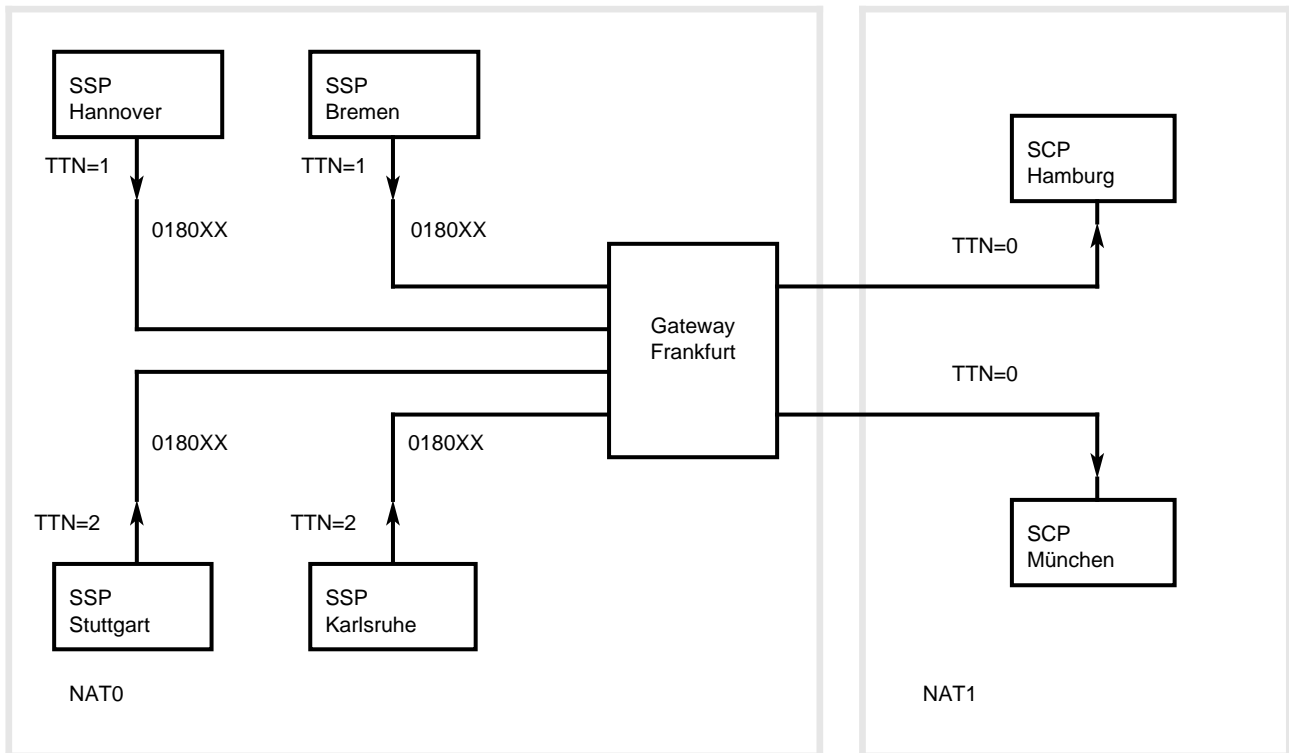 SSP
Hannover
SSP
Bremen
TTN=1
TTN=1
0180XX
0180XX
SCP
Hamburg
TTN=0
Gateway
Frankfurt
TTN=0
0180XX
0180XX
TTN=2
TTN=2
SSP
Stuttgart
SSP
Karlsruhe
SCP
München
NAT0
NAT1